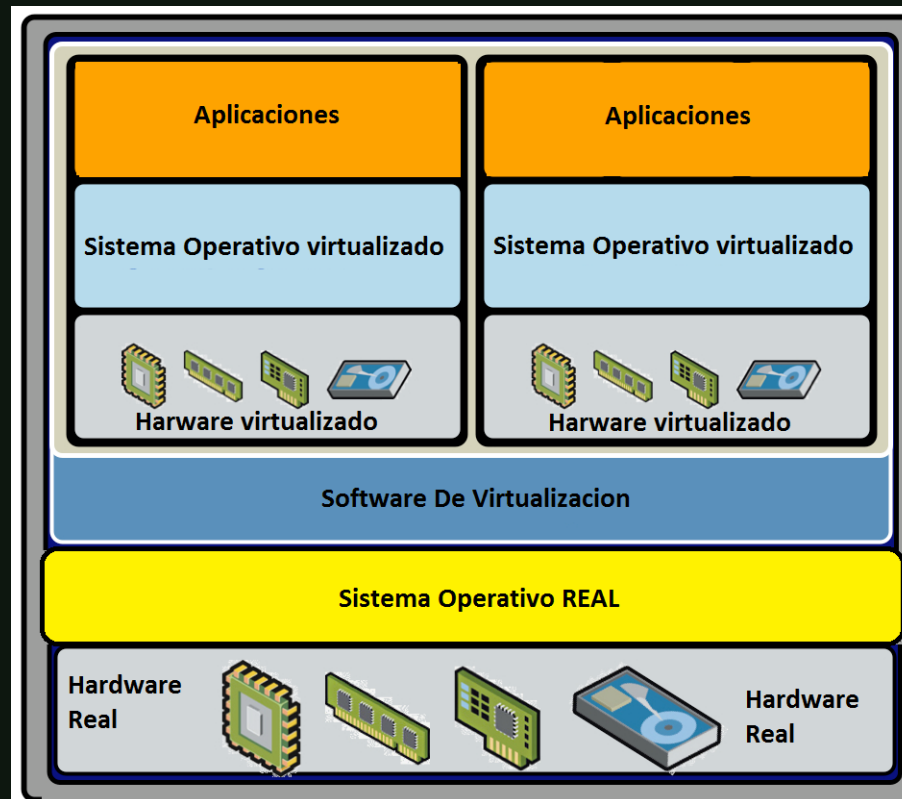 Aplicaciones
Aplicaciones
Sistema Operativo virtualizado
Sistema Operativo virtualizado
Harware virtualizado
Harware virtualizado
Software De Virtualizacion
Sistema Operativo REAL
Hardware
Real
Hardware
Real